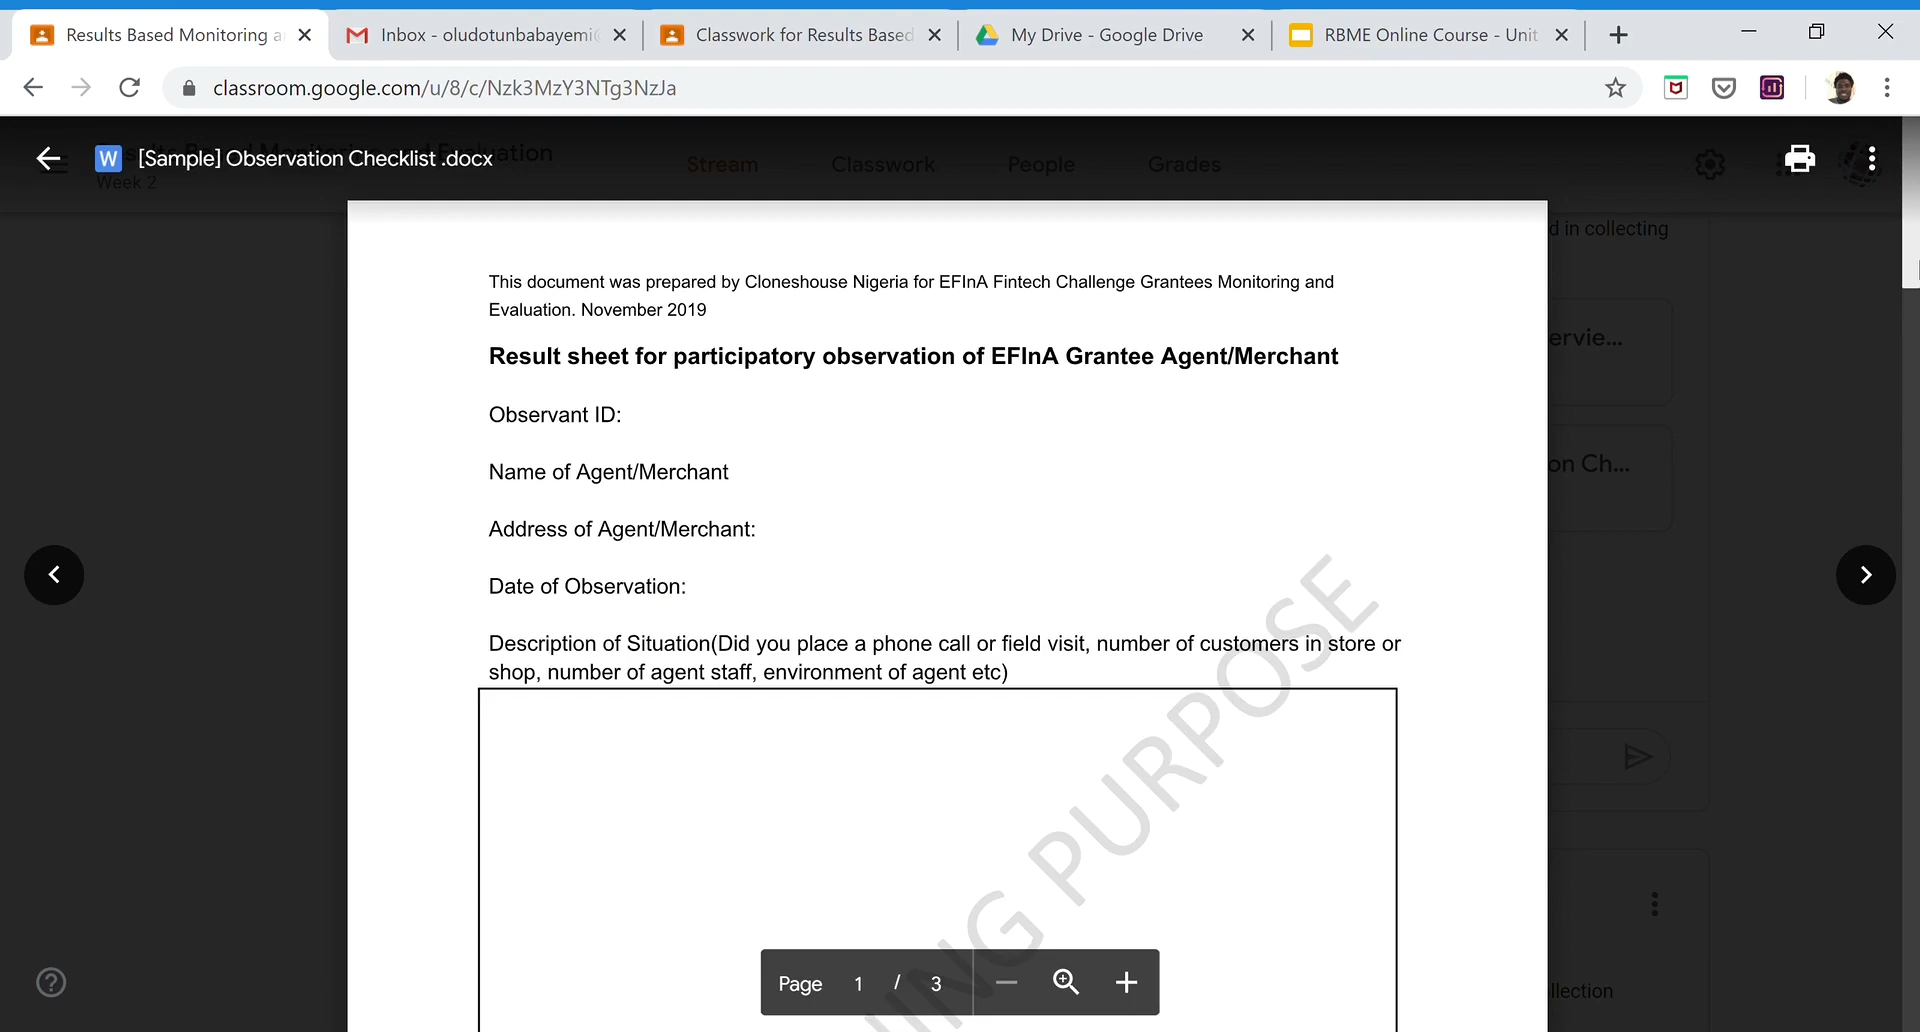 Results Based Monitoring a
Inbox - oludotunbabayemi@
Classwork for Results Based
My Drive - Google Drive
RBME Online Course - Unit
classroom.google.com/u/8/c/Nzk3MzY3NTg3NzJa
[Sample] Observation Checklist .docx
Week 2
Stream
Classwork
People
Grades
d in collecting
This document was prepared by Cloneshouse Nigeria for EFInA Fintech Challenge Grantees Monitoring and
Evaluation. November 2019
ervie...
Result sheet for participatory observation of EFInA Grantee Agent/Merchant
Observant ID:
on Ch...
Name of Agent/Merchant
Address of Agent/Merchant:
Date of Observation:
Description of Situation(Did you place a phone call or field visit, number of customers in store or
shop, number of agent staff, environment of agent etc)
NING PURPOSE
Page 1 / 3
llection